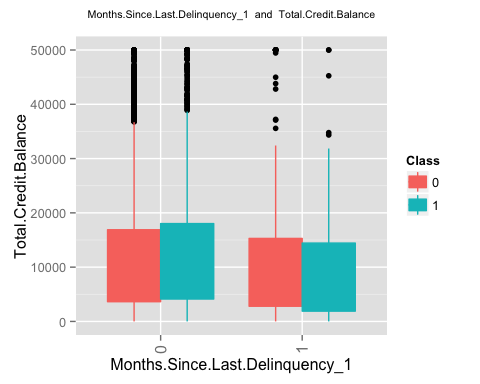 Months.Since.Last.Delinquency_1 and Total.Credit.Balance
50000
40000
30000
20000
10000
0
Total.Credit.Balance
0
1
Months.Since.Last.Delinquency_1
Class
0
1